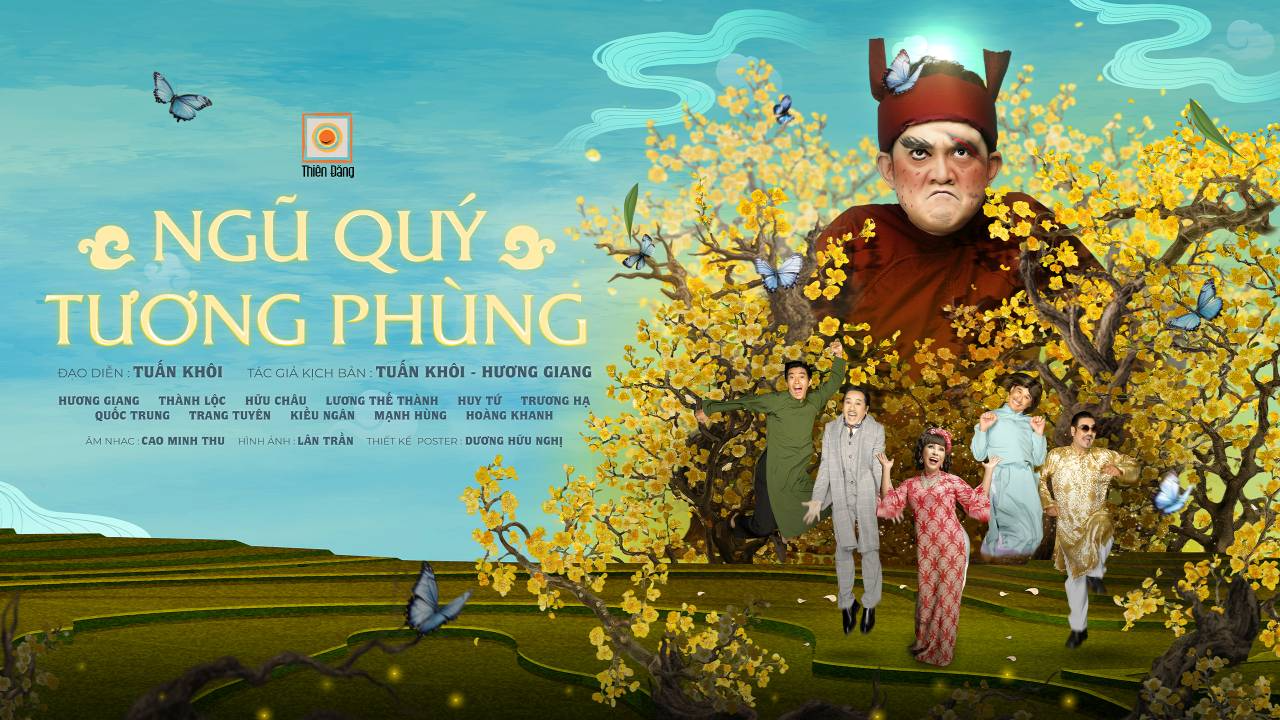 Thiên Đăng
NGŨ QUÝ
TƯƠNG PHÙNG
ĐẠO DIỄN : TUẤN KHÔI TÁC GIẢ KỊCH BẢN : TUẤN KHÔI - HƯƠNG GIANG
HƯƠNG GIANG THÀNH LỘC HỮU CHÂU LƯƠNG THẾ THÀNH HUY TỨ TRƯƠNG HẠ
QUỐC TRUNG TRANG TUYỀN KIỀU NGÂN MẠNH HÙNG HOÀNG KHANH
ÂM NHẠC : CAO MINH THU HÌNH ẢNH : LÂN TRẦN THIẾT KẾ POSTER : DƯƠNG HỮU NGHỊ